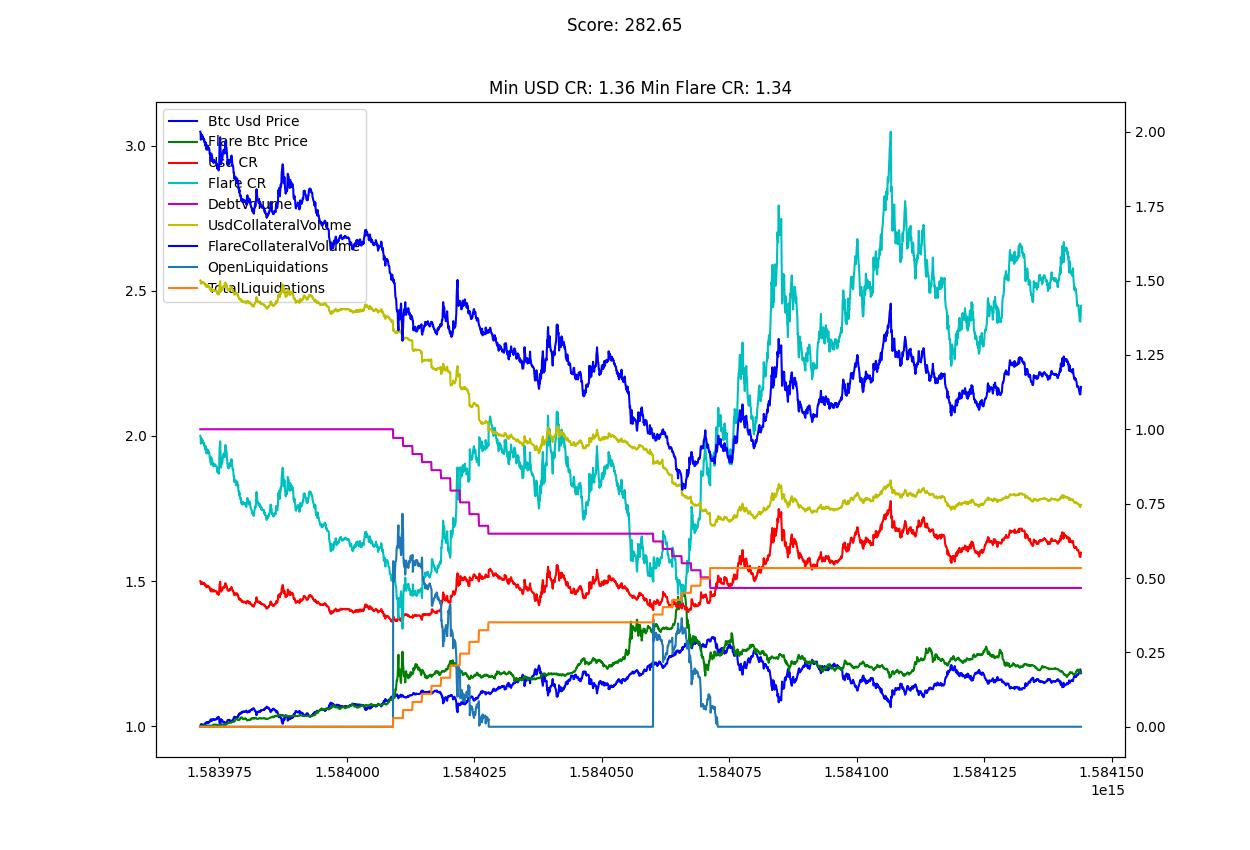 Score: 282.65
Min USD CR: 1.36 Min Flare CR: 1.34
Btc Usd Price
Flare Btc Price
Usd CR
Flare CR
DebtVolume
UsdCollateralVolume
FlareCollateralVolume
OpenLiquidations
TotalLiquidations
3.0
2.5
2.0
1.5
1.0
2.00
1.75
1.50
1.25
1.00
0.75
0.50
0.25
0.00
1.583975 1.584000 1.584025 1.584050 1.584075 1.584100 1.584125 1.584150
1e15